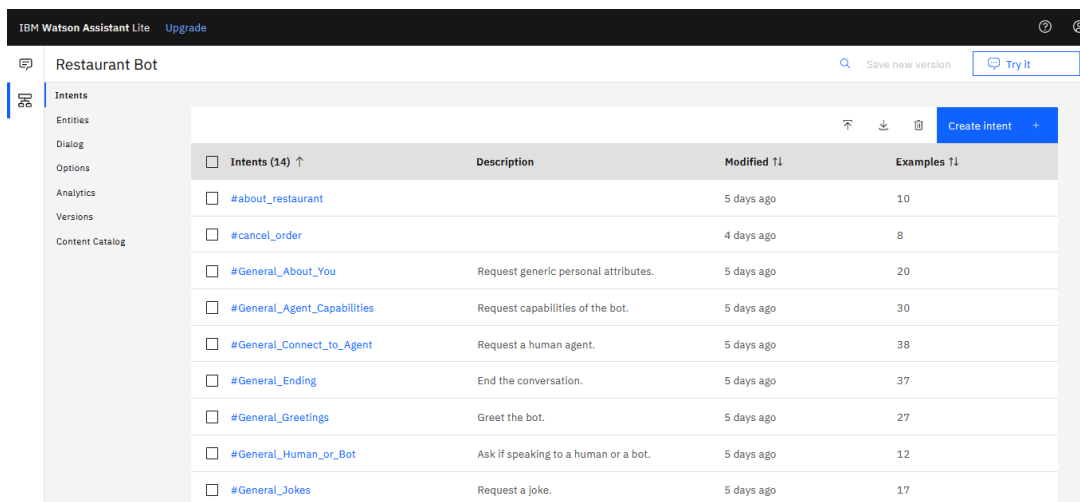 IBM Watson Assistant Lite Upgrade
Restaurant Bot Save new version Try it
Intents
Entities
Dialog
Options
Analytics
Versions
Content Catalog
Create intent +
Intents (14) ↑ Description Modified ↑↓ Examples ↑↓
#about_restaurant 5 days ago 10
#cancel_order 4 days ago 8
#General_About_You Request generic personal attributes. 5 days ago 20
#General_Agent_Capabilities Request capabilities of the bot. 5 days ago 30
#General_Connect_to_Agent Request a human agent. 5 days ago 38
#General_Ending End the conversation. 5 days ago 37
#General_Greetings Greet the bot. 5 days ago 27
#General_Human_or_Bot Ask if speaking to a human or a bot. 5 days ago 12
#General_Jokes Request a joke. 5 days ago 17